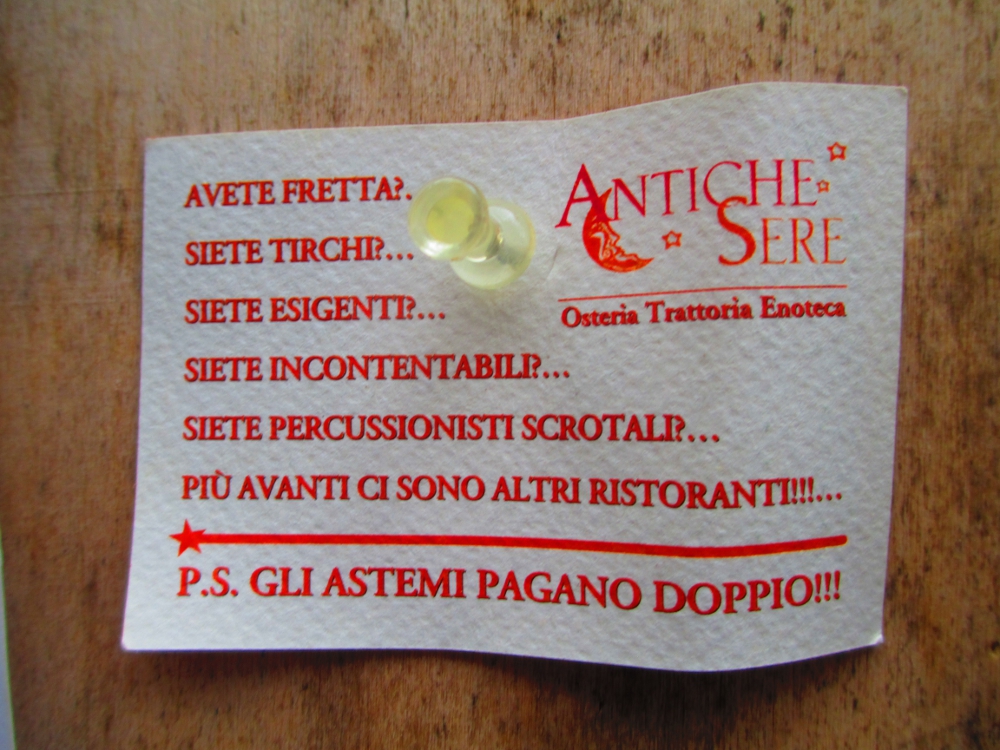 AVETE FRETTA?.
SIETE TIRCHI?...
SIETE ESIGENTI?...
SIETE INCONTENTABILI?...
SIETE PERCUSSIONISTI SCROTALI?...
PIÙ AVANTI CI SONO ALTRI RISTORANTI!!!...
P.S. GLI ASTEMI PAGANO DOPPIO!!!
ANTICHE
SERE
Osteria Trattoria Enoteca